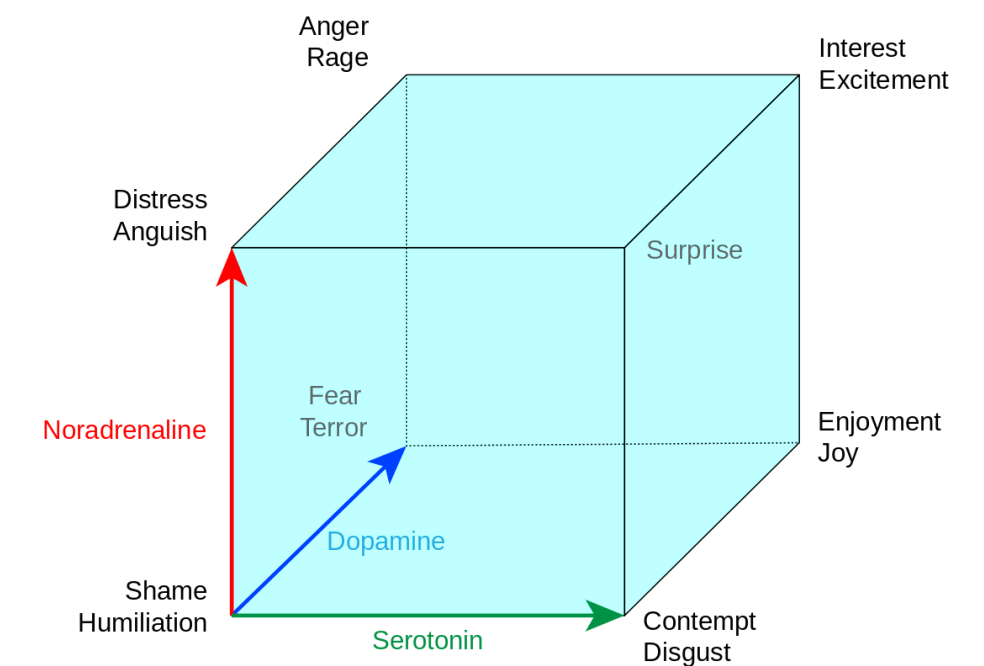 Anger
Rage
Interest
Excitement
Distress
Anguish
Surprise
Fear
Terror
Noradrenaline
Enjoyment
Joy
Dopamine
Shame
Humiliation
Serotonin
Contempt
Disgust